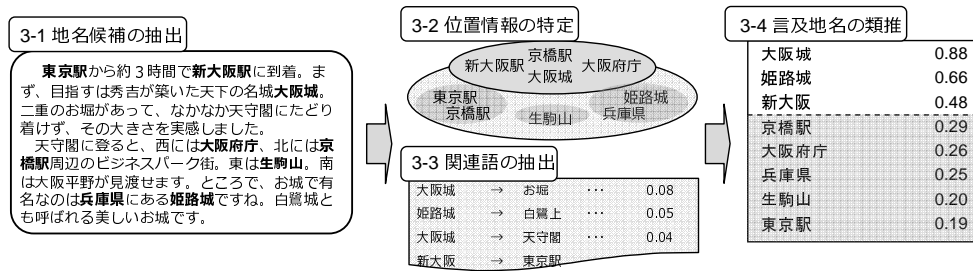 3-1 地名候補の抽出
東京駅から約3時間で新大阪駅に到着。ま
ず、目指すは秀吉が築いた天下の名城大阪城。
二重のお堀があって、なかなか天守閣にたどり
着けず、その大きさを実感しました。
天守閣に登ると、西には大阪府庁、北には京
橋駅周辺のビジネスパーク街。東は生駒山。南
は大阪平野が見渡せます。ところで、お城で有
名なのは兵庫県にある姫路城ですね。白鷺城と
も呼ばれる美しいお城です。
3-2 位置情報の特定
新大阪駅 京橋駅 大阪府庁
大阪城
東京駅 姫路城
京橋駅 生駒山 兵庫県
3-3 関連語の抽出
大阪城 → お堀 … 0.08
姫路城 → 白鷺上 … 0.05
大阪城 → 天守閣 … 0.04
新大阪 → 東京駅
3-4 言及地名の類推
大阪城 0.88
姫路城 0.66
新大阪 0.48
京橋駅 0.29
大阪府庁 0.26
兵庫県 0.25
生駒山 0.20
東京駅 0.19